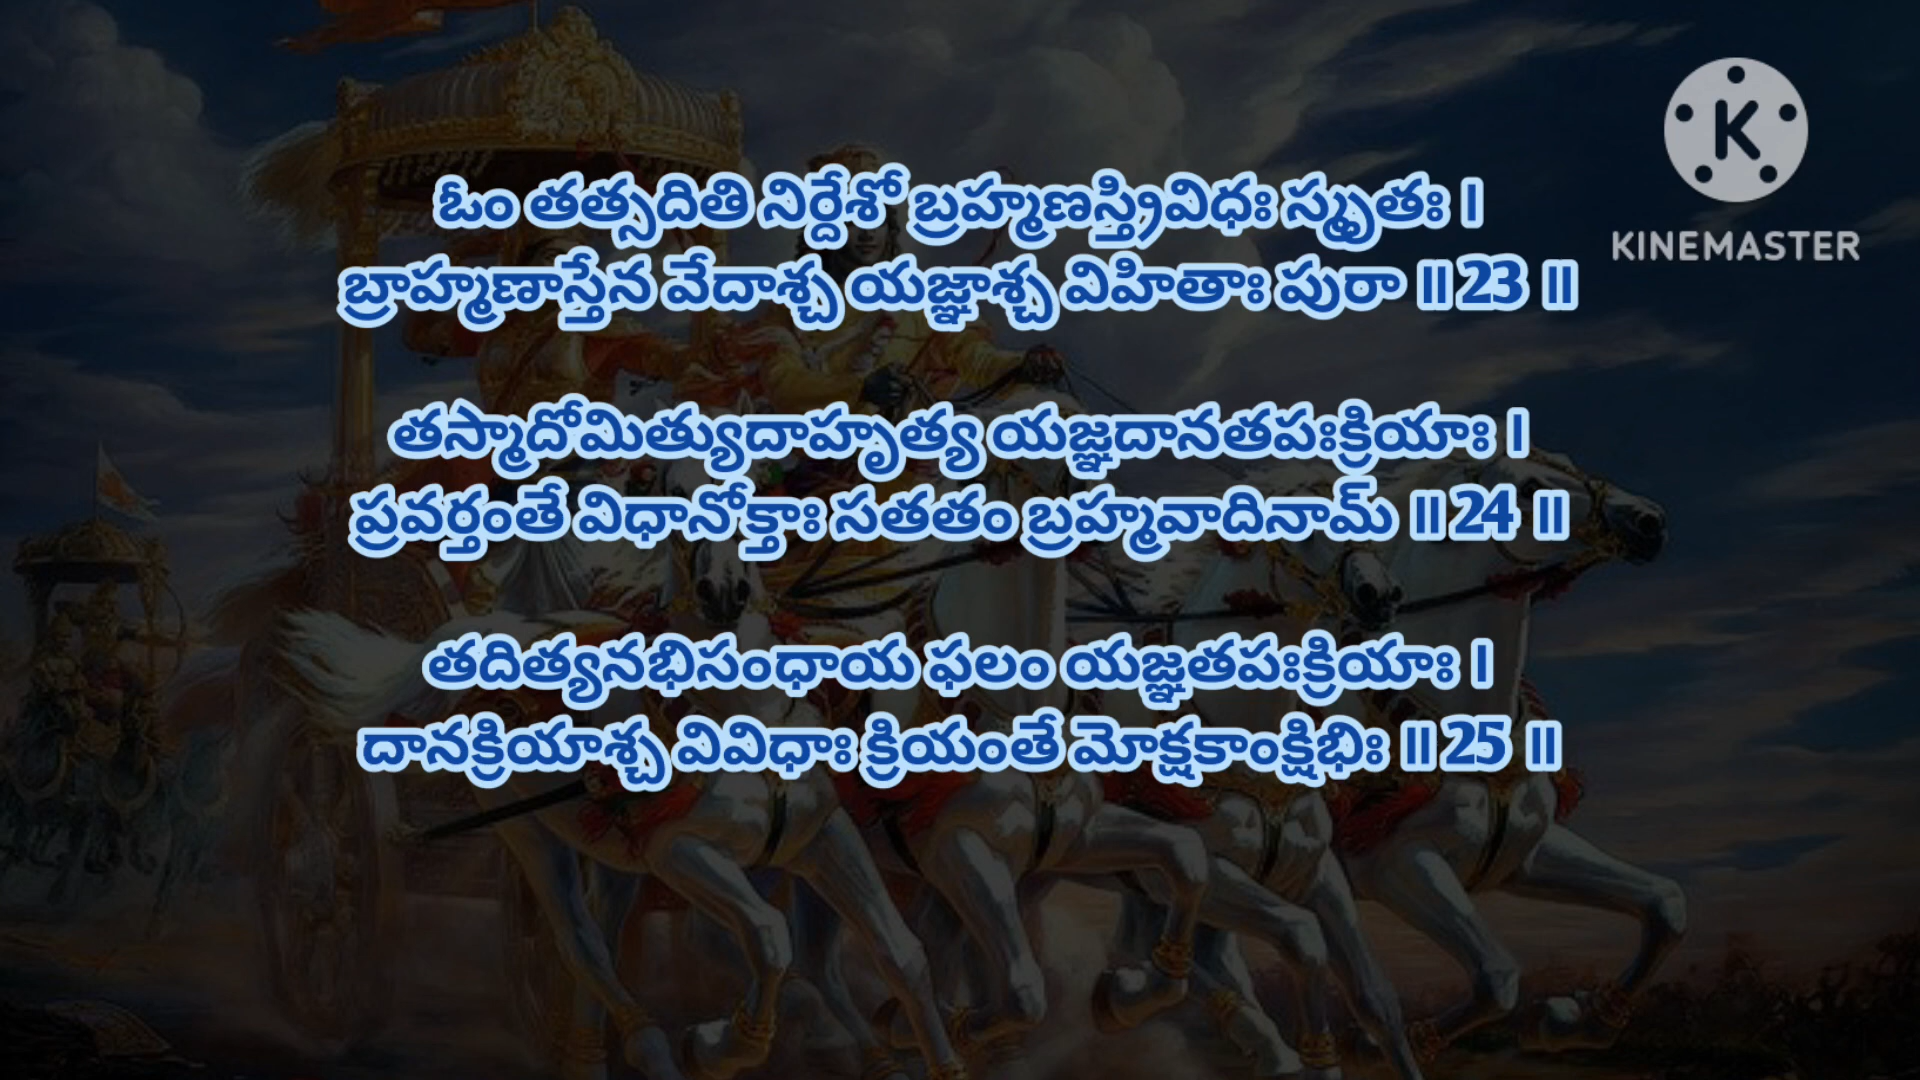 ఓం తత్సదితి నిర్దేశో బ్రహ్మణస్త్రివిధః స్మృతః ।
బ్రాహ్మణాస్తేన వేదాశ్చ యజ్ఞాశ్చ విహితాః పురా ॥ 23 ॥
తస్మాదోమిత్యుదాహృత్య యజ్ఞదానతపఃక్రియాః ।
ప్రవర్తంతే విధానోక్తాః సతతం బ్రహ్మవాదినామ్ ॥ 24 ॥
తదిత్యనభిసంధాయ ఫలం యజ్ఞతపఃక్రియాః ।
దానక్రియాశ్చ వివిధాః క్రియంతే మోక్షకాంక్షిభిః ॥ 25 ॥
K
KINEMASTER